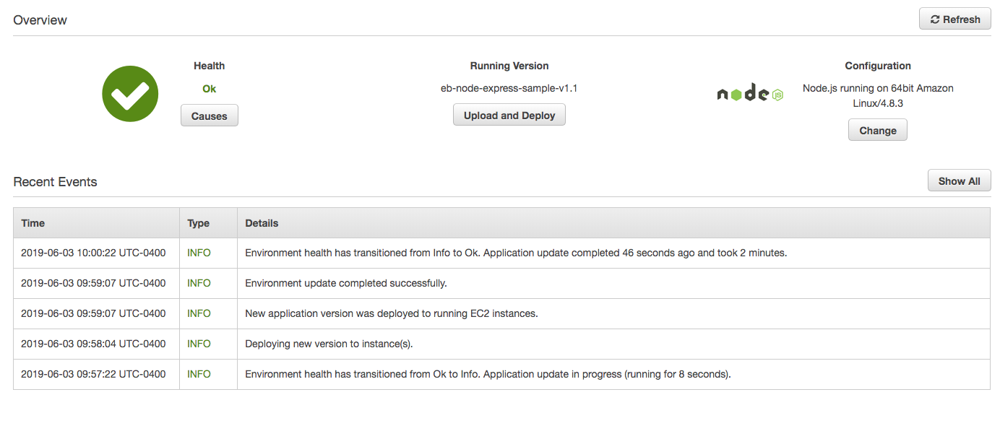 Overview
Refresh
Health
Ok
Causes
Running Version
eb-node-express-sample-v1.1
Upload and Deploy
node JS
Configuration
Node.js running on 64bit Amazon
Linux/4.8.3
Change
Recent Events
Show All
Time Type Details
2019-06-03 10:00:22 UTC-0400 INFO Environment health has transitioned from Info to Ok. Application update completed 46 seconds ago and took 2 minutes.
2019-06-03 09:59:07 UTC-0400 INFO Environment update completed successfully.
2019-06-03 09:59:07 UTC-0400 INFO New application version was deployed to running EC2 instances.
2019-06-03 09:58:04 UTC-0400 INFO Deploying new version to instance(s).
2019-06-03 09:57:22 UTC-0400 INFO Environment health has transitioned from Ok to Info. Application update in progress (running for 8 seconds).